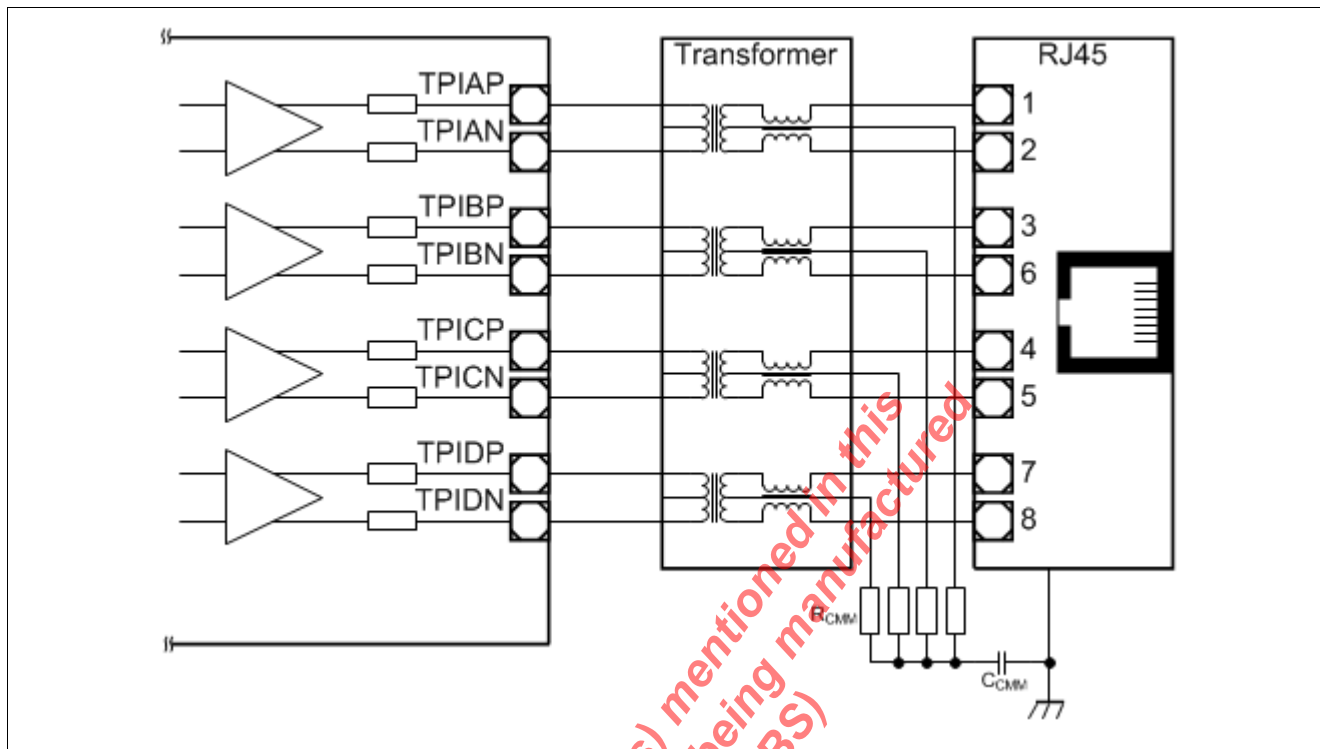 Transformer
RJ45
TPIAP
1
TPIAN
2
TPIBP
3
TPIBN
6
TPICP
4
TPICN
5
TPIDP
7
TPIDN
8
RCMM
CCMM
s) mentioned in this
being manufactured
BS)